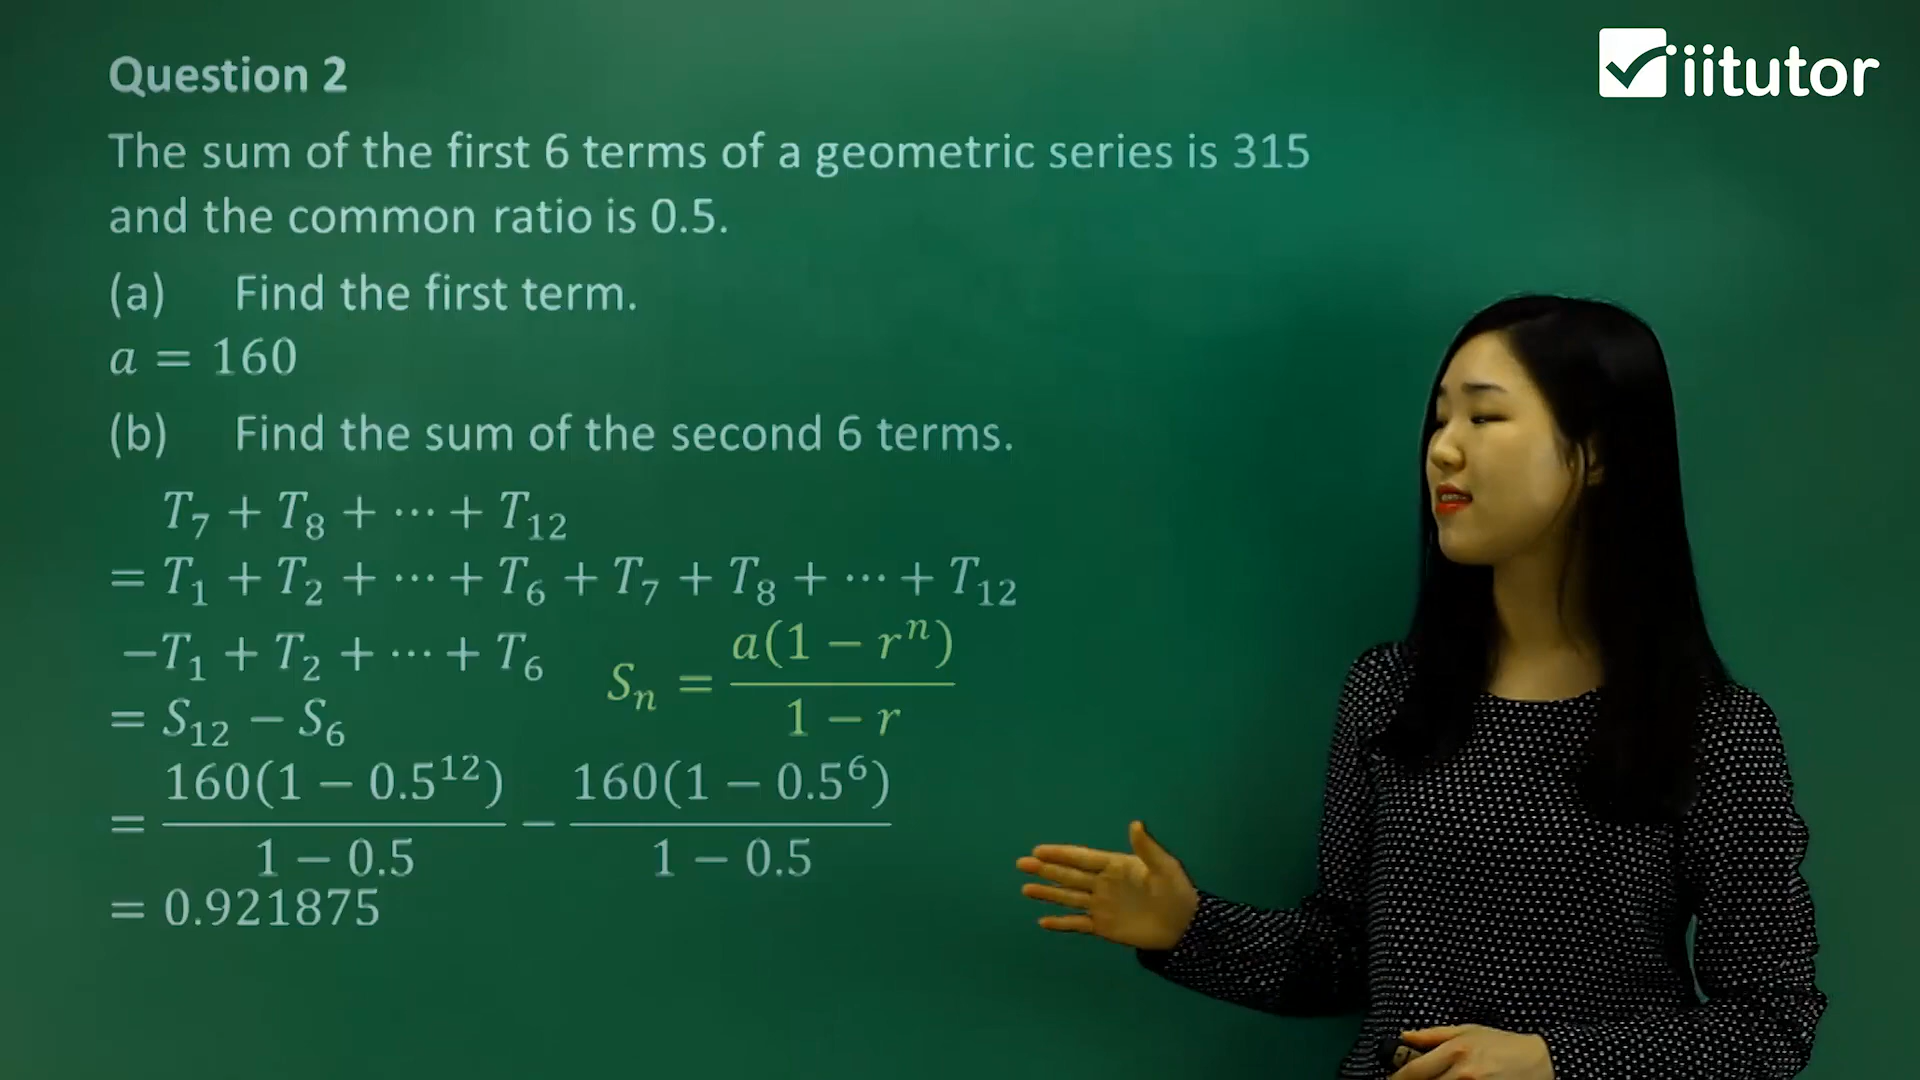 iitutor
Question 2
The sum of the first 6 terms of a geometric series is 315
and the common ratio is 0.5.
(a) Find the first term.
a = 160
(b) Find the sum of the second 6 terms.
T₇ + T₈ + ⋯ + T₁₂
= T₁ + T₂ + ⋯ + T₆ + T₇ + T₈ + ⋯ + T₁₂
−T₁ + T₂ + ⋯ + T₆
Sₙ = a(1 − rⁿ) / 1 − r
= S₁₂ − S₆
= 160(1 − 0.5¹²) / 1 − 0.5 − 160(1 − 0.5⁶) / 1 − 0.5
= 0.921875